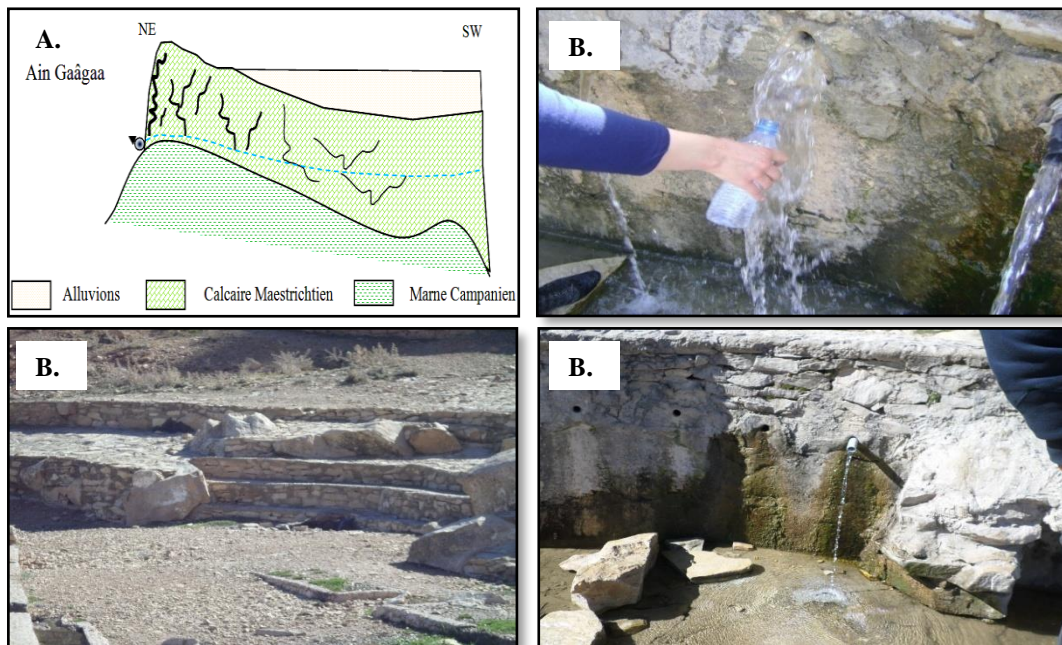 A.
NE
SW
Ain Gaâgaa
Alluvions
Calcaire Maestrichtien
Marne Campanien
B.
B.
B.